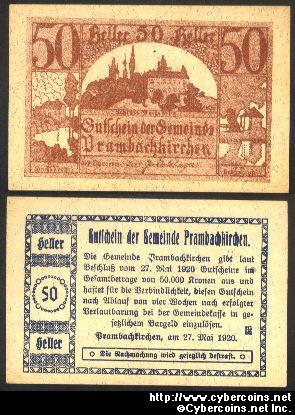 50 Heller 50 Heller 50
Gutschein der Gemeinde
Prambachkirchen
Heller
50
Heller
Gutschein der Gemeinde Prambachkirchen.
Die Gemeinde Prambachkirchen gibt laut
Beschluß vom 27. Mai 1920 Gutscheine im
Gesamtbetrage von 50.000 Kronen aus und
haftet für die Verbindlichkeit, diesen Gutschein
nach Ablauf von vier Wochen nach erfolgter
Verlautbarung bei der Gemeindekasse in ge-
setzlichem Bargeld einzulösen.
Prambachkirchen, am 27. Mai 1920.
Die Nachmachung wird gesetzlich bestraft.
http://www.cybercoins.net
©Cybercoins.net inc.